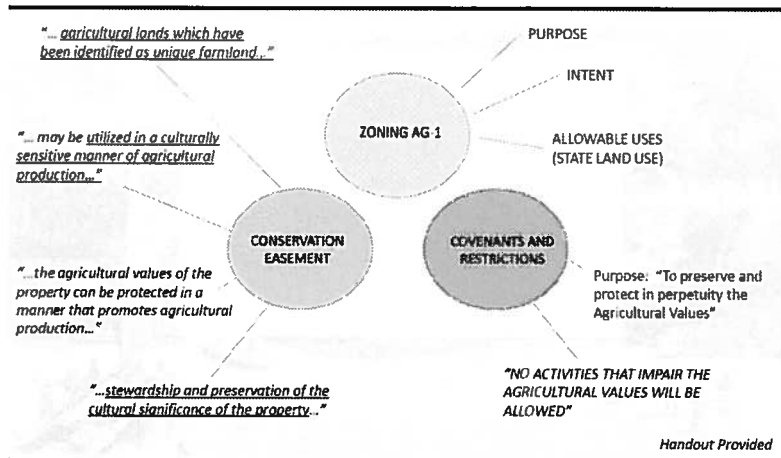 "... agricultural lands which have
been identified as unique farmland..."
PURPOSE
INTENT
ZONING AG-1
ALLOWABLE USES
(STATE LAND USE)
"... may be utilized in a culturally
sensitive manner of agricultural
production..."
CONSERVATION
EASEMENT
COVENANTS AND
RESTRICTIONS
"...the agricultural values of the
property can be protected in a
manner that promotes agricultural
production..."
Purpose: "To preserve and
protect in perpetuity the
Agricultural Values"
"...stewardship and preservation of the
cultural significance of the property..."
"NO ACTIVITIES THAT IMPAIR THE
AGRICULTURAL VALUES WILL BE
ALLOWED"
Handout Provided